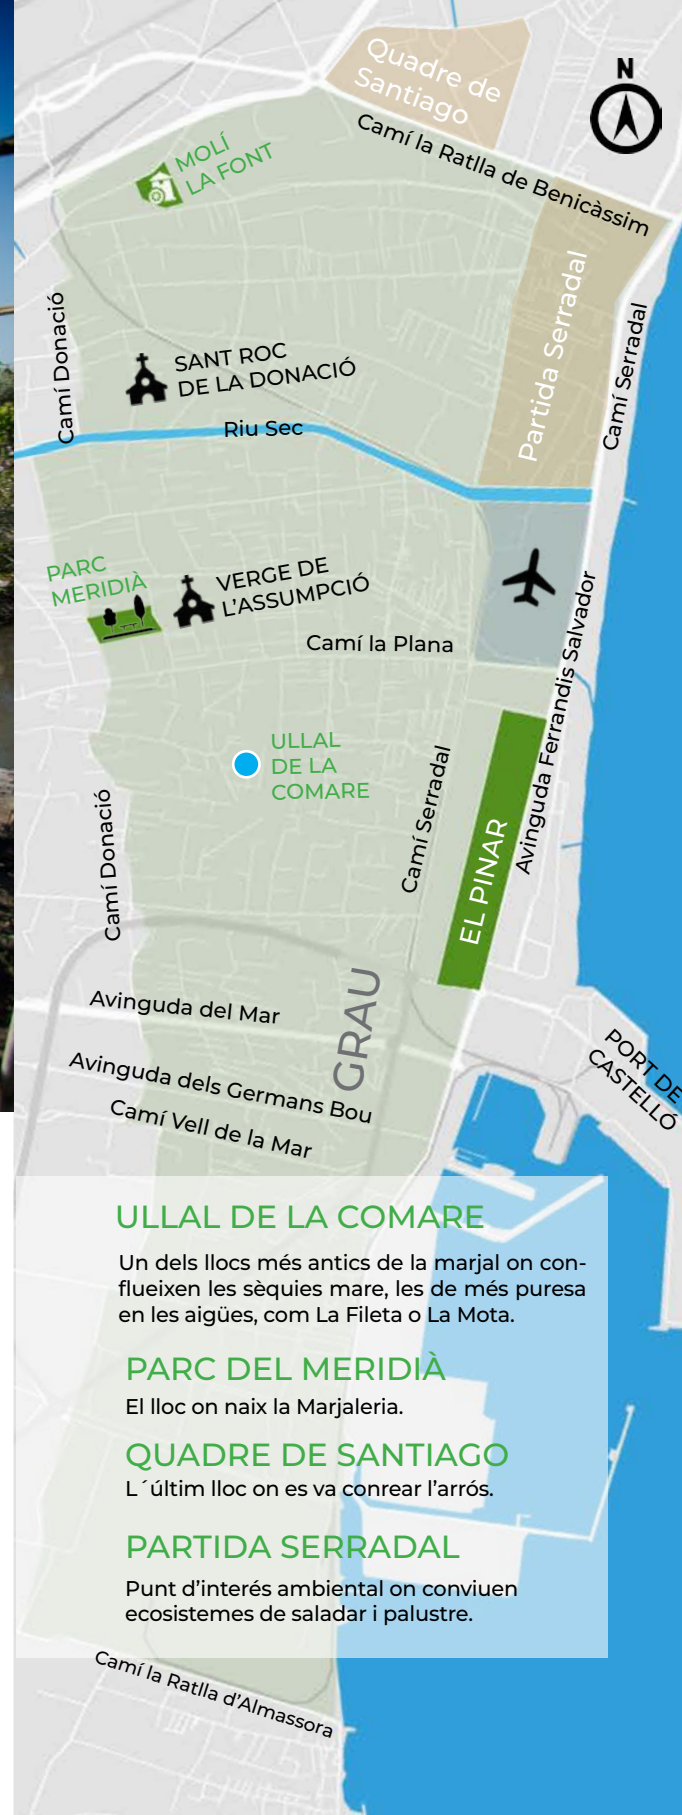 Quadre de
Santiago
N
Camí la Ratlla de Benicàssim
MOLÍ
LA FONT
Partida Serradal
Camí Serradal
Camí Donació
SANT ROC
DE LA DONACIÓ
Riu Sec
PARC
MERIDIÀ
VERGE DE
L'ASSUMPCIÓ
Camí la Plana
Avinguda Ferrandis Salvador
ULLAL
DE LA
COMARE
Camí Serradal
EL PINAR
Camí Donació
GRAU
Avinguda del Mar
PORT DE
CASTELLÓ
Avinguda dels Germans Bou
Camí Vell de la Mar
ULLAL DE LA COMARE
Un dels llocs més antics de la marjal on con-
flueixen les sèquies mare, les de més puresa
en les aigües, com La Fileta o La Mota.
PARC DEL MERIDIÀ
El lloc on naix la Marjaleria.
QUADRE DE SANTIAGO
L´últim lloc on es va conrear l'arrós.
PARTIDA SERRADAL
Punt d'interés ambiental on conviuen
ecosistemes de saladar i palustre.
Camí la Ratlla d'Almassora